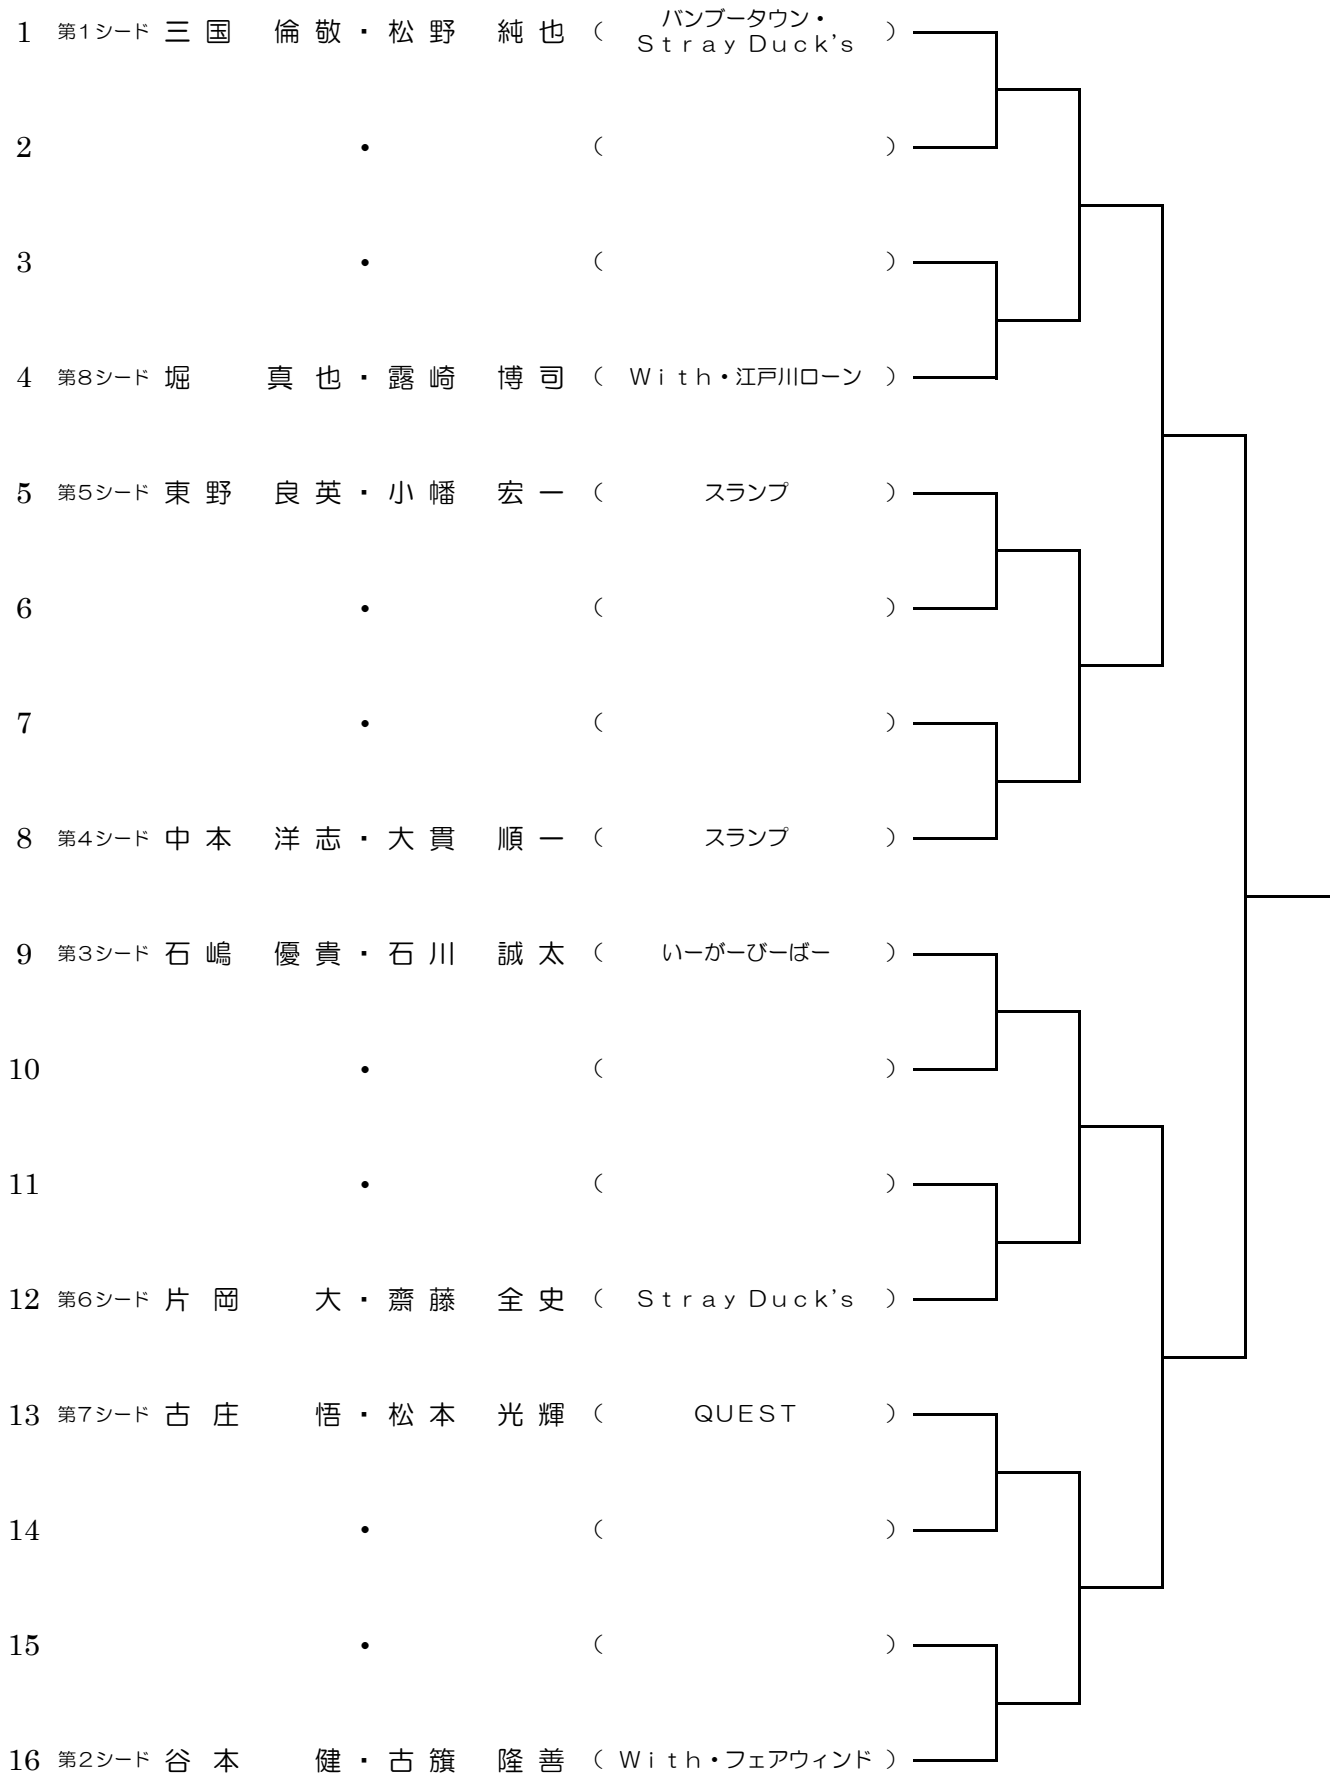 1 第1シード 三国 倫敬・松野 純也 ( バンブータウン・
Stray Duck's )
2 ・ ( )
3 ・ ( )
4 第8シード 堀 真也・露崎 博司 ( With・江戸川ローン )
5 第5シード 東野 良英・小幡 宏一 ( スランプ )
6 ・ ( )
7 ・ ( )
8 第4シード 中本 洋志・大貫 順一 ( スランプ )
9 第3シード 石嶋 優貴・石川 誠太 ( いーがーびーばー )
10 ・ ( )
11 ・ ( )
12 第6シード 片岡 大・齋藤 全史 ( Stray Duck's )
13 第7シード 古庄 悟・松本 光輝 ( QUEST )
14 ・ ( )
15 ・ ( )
16 第2シード 谷本 健・古籏 隆善 ( With・フェアウィンド )